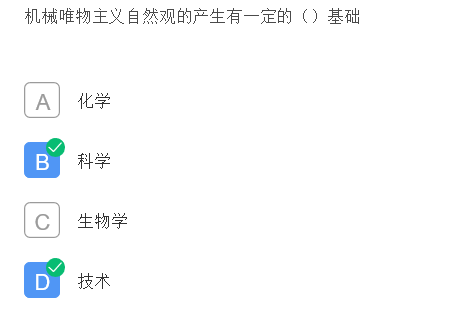 机械唯物主义自然观的产生有一定的（）基础
A 化学
B 科学
C 生物学
D 技术